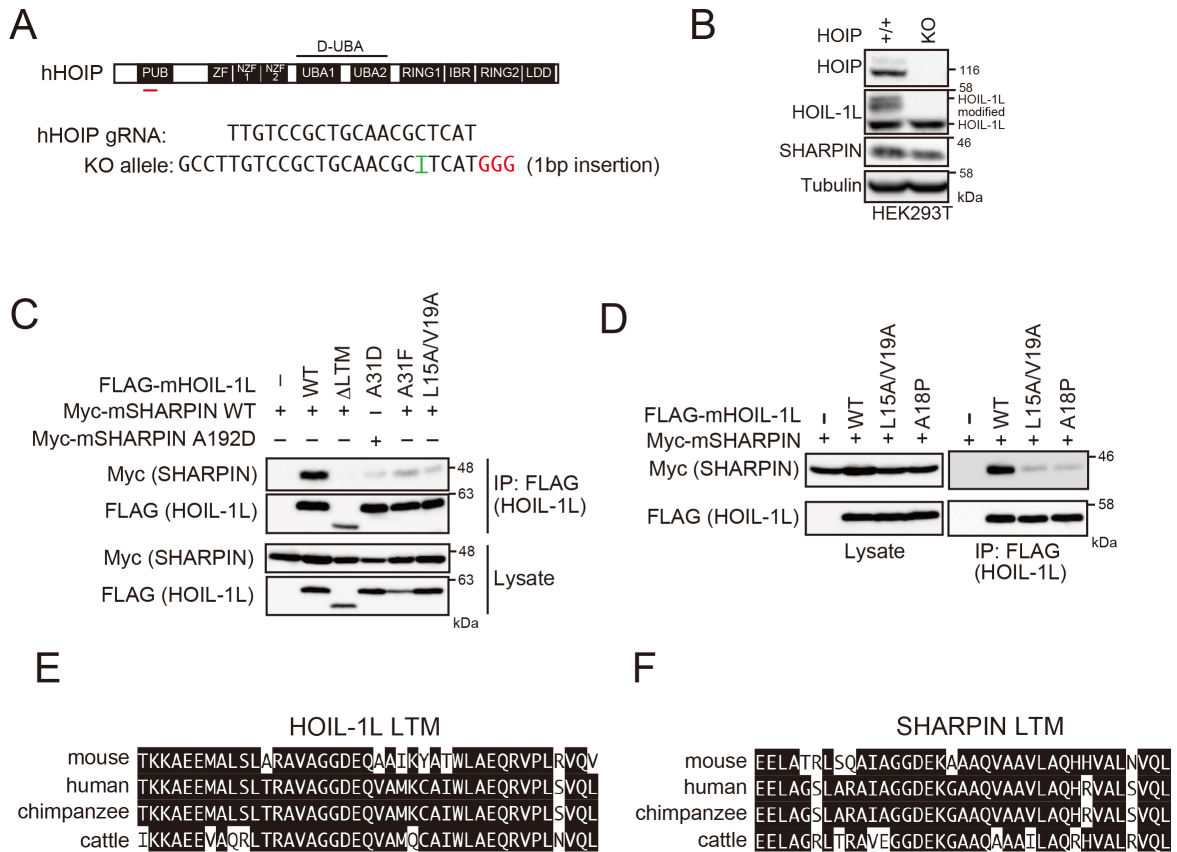 A
D-UBA
hHOIP PUB ZF NZF 1 NZF 2 UBA1 UBA2 RING1 IBR RING2 LDD
hHOIP gRNA: TTGTCCGCTGCAACGCTCAT
KO allele: GCCTTGTCCGCTGCAACGCITCATGGG (1bp insertion)
B
HOIP +/+ KO
HOIP 116
58
HOIL-1L HOIL-1L modified
HOIL-1L
SHARPIN 46
Tubulin 58
kDa
HEK293T
C
FLAG-mHOIL-1L – WT ΔLTM A31D A31F L15A/V19A
Myc-mSHARPIN WT + + + – + +
Myc-mSHARPIN A192D – – – + – –
Myc (SHARPIN) 48
63
FLAG (HOIL-1L)
IP: FLAG (HOIL-1L)
Myc (SHARPIN) 48
63
FLAG (HOIL-1L)
Lysate
kDa
D
FLAG-mHOIL-1L – WT L15A/V19A A18P – WT L15A/V19A A18P
Myc-mSHARPIN + + + + + + + +
Myc (SHARPIN) 46
FLAG (HOIL-1L) 58
kDa
Lysate
IP: FLAG (HOIL-1L)
E
HOIL-1L LTM
mouse TKKAEEMALSLARAVAGGDEQAAIKYATWLAEQRVPLRVQV
human TKKAEEMALSLTRAVAGGDEQVAMKCAIWLAEQRVPLSVQL
chimpanzee TKKAEEMALSLTRAVAGGDEQVAMKCAIWLAEQRVPLSVQL
cattle IKKAEEVAQRLTRAVAGGDEQVAMQCAIWLAEQRVPLNVQL
F
SHARPIN LTM
mouse EELATRLSQAIAGGDEKAAAQVAAVLAQHHVALNVQL
human EELAGSLARAIAGGDEKGAAQVAAVLAQHRVALSVQL
chimpanzee EELAGSLARAIAGGDEKGAAQVAAVLAQHRVALSVQL
cattle EELAGRLTRAVEGGDEKGAAQAAAILAQRHVALRVQL